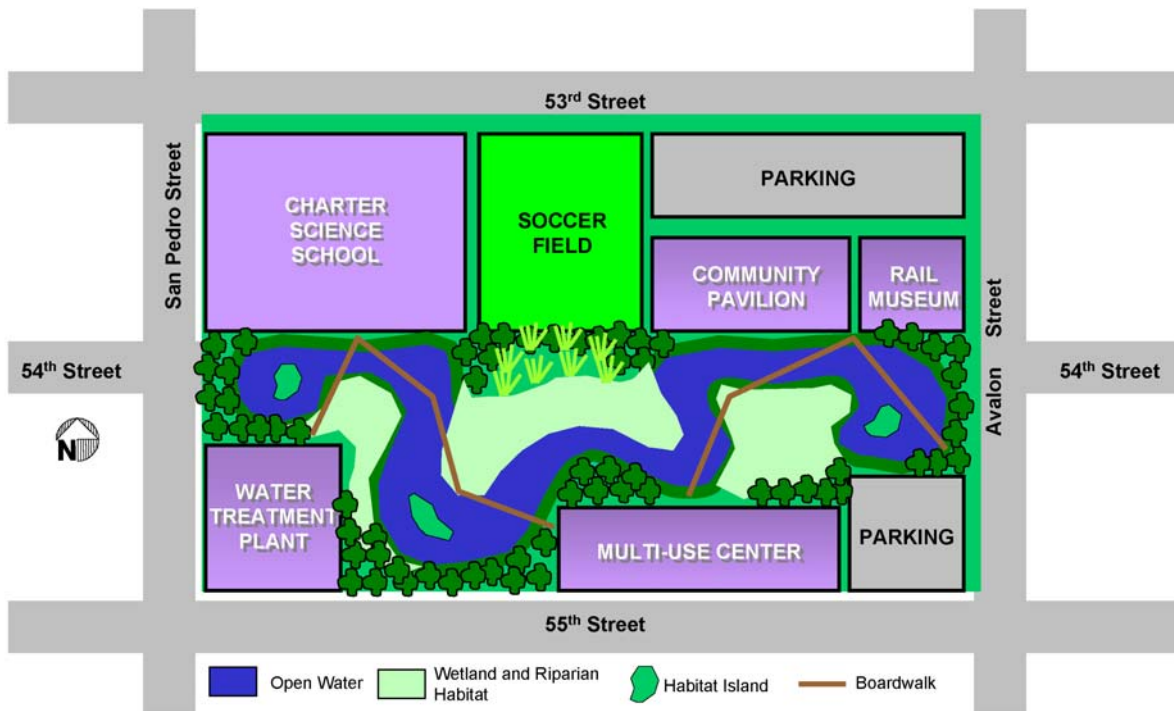 53rd Street
San Pedro Street
CHARTER
SCIENCE
SCHOOL
SOCCER
FIELD
PARKING
COMMUNITY
PAVILION
RAIL
MUSEUM
Avalon Street
54th Street
54th Street
N
WATER
TREATMENT
PLANT
MULTI-USE CENTER
PARKING
55th Street
Open Water
Wetland and Riparian
Habitat
Habitat Island
Boardwalk